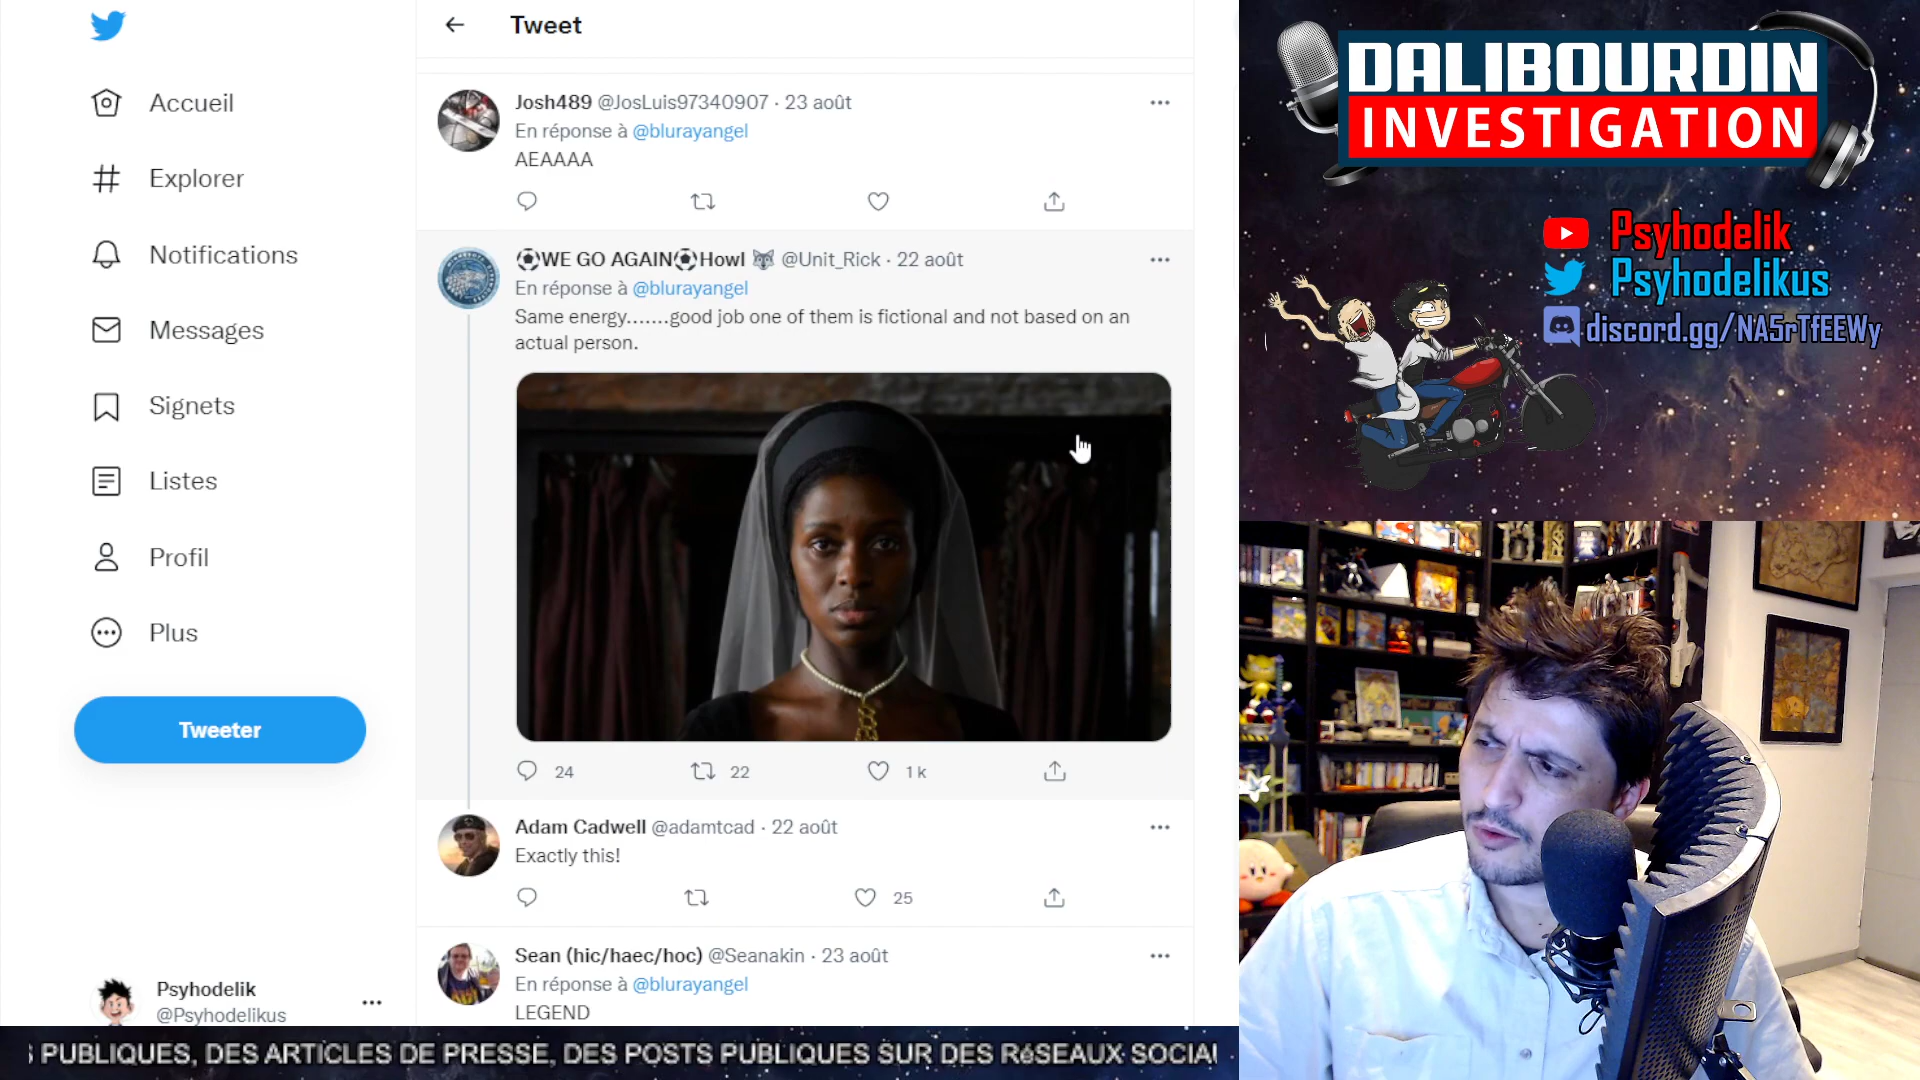 Tweet
Accueil
Explorer
Notifications
Messages
Signets
Listes
Profil
Plus
Tweeter
Psyhodelik
@Psyhodelikus
Josh489 @JosLuis97340907 · 23 août
En réponse à @blurayangel
AEAAAA
WE GO AGAIN Howl @Unit_Rick · 22 août
En réponse à @blurayangel
Same energy.......good job one of them is fictional and not based on an
actual person.
24 22 1 k
Adam Cadwell @adamtcad · 22 août
Exactly this!
25
Sean (hic/haec/hoc) @Seanakin · 23 août
En réponse à @blurayangel
LEGEND
DALIBOURDIN
INVESTIGATION
Psyhodelik
Psyhodelikus
discord.gg/NA5rTfEEWy
PUBLIQUES, DES ARTICLES DE PRESSE, DES POSTS PUBLIQUES SUR DES RéSEAUX SOCIAU